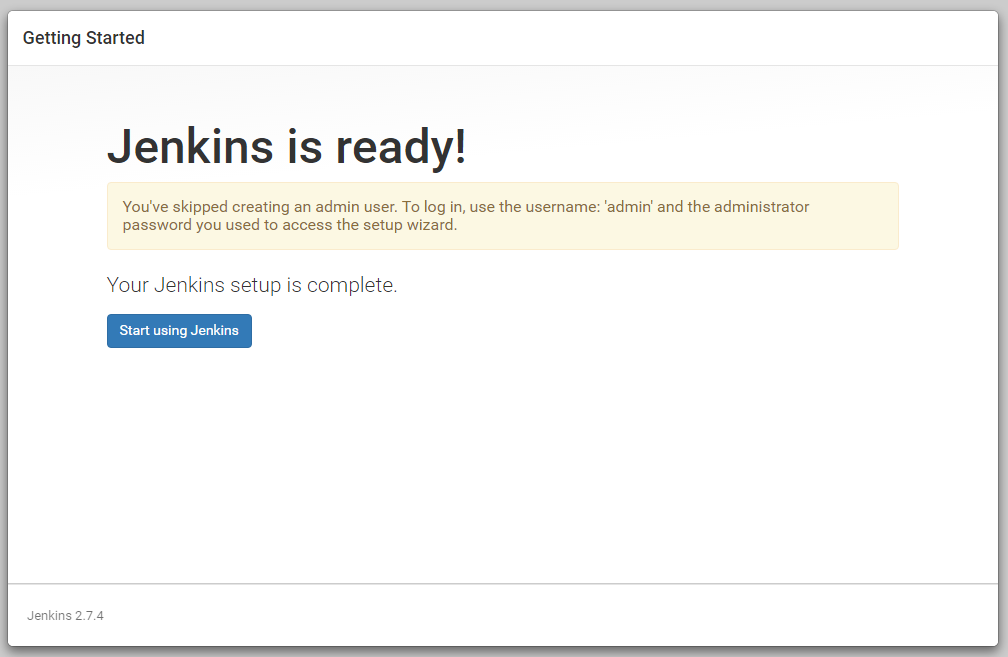 Getting Started
Jenkins is ready!
You've skipped creating an admin user. To log in, use the username: 'admin' and the administrator
password you used to access the setup wizard.
Your Jenkins setup is complete.
Start using Jenkins
Jenkins 2.7.4